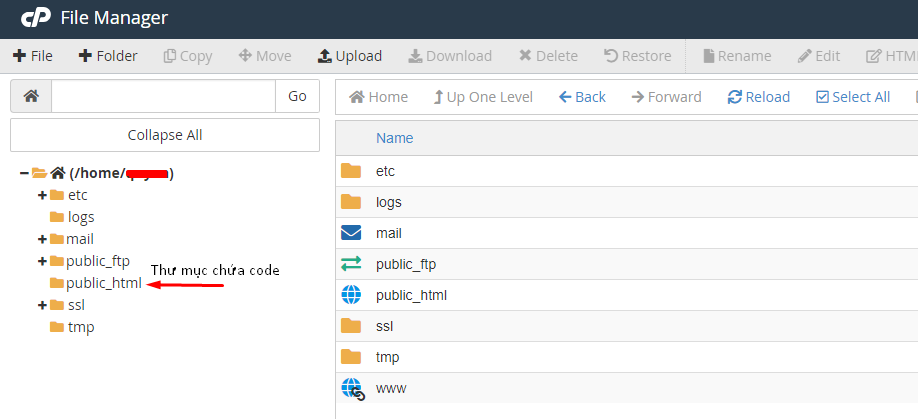 cP File Manager
File Folder Copy Move Upload Download Delete Restore Rename Edit HTM
Go
Home Up One Level Back Forward Reload Select All
Collapse All
Name
(/home/ )
etc
logs
mail
public_ftp
public_html
ssl
tmp
Thư mục chứa code
etc
logs
mail
public_ftp
public_html
ssl
tmp
www